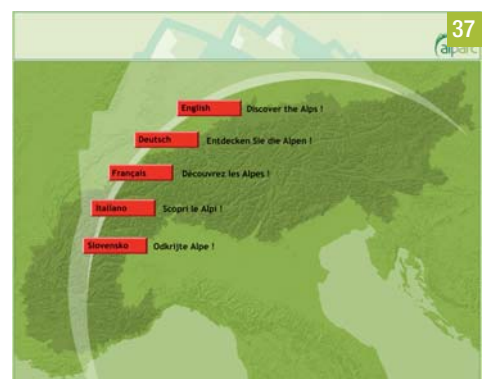 37
alparc
English Discover the Alps !
Deutsch Entdecken Sie die Alpen !
Français Découvrez les Alpes !
Italiano Scopri le Alpi !
Slovensko Odkrijte Alpe !